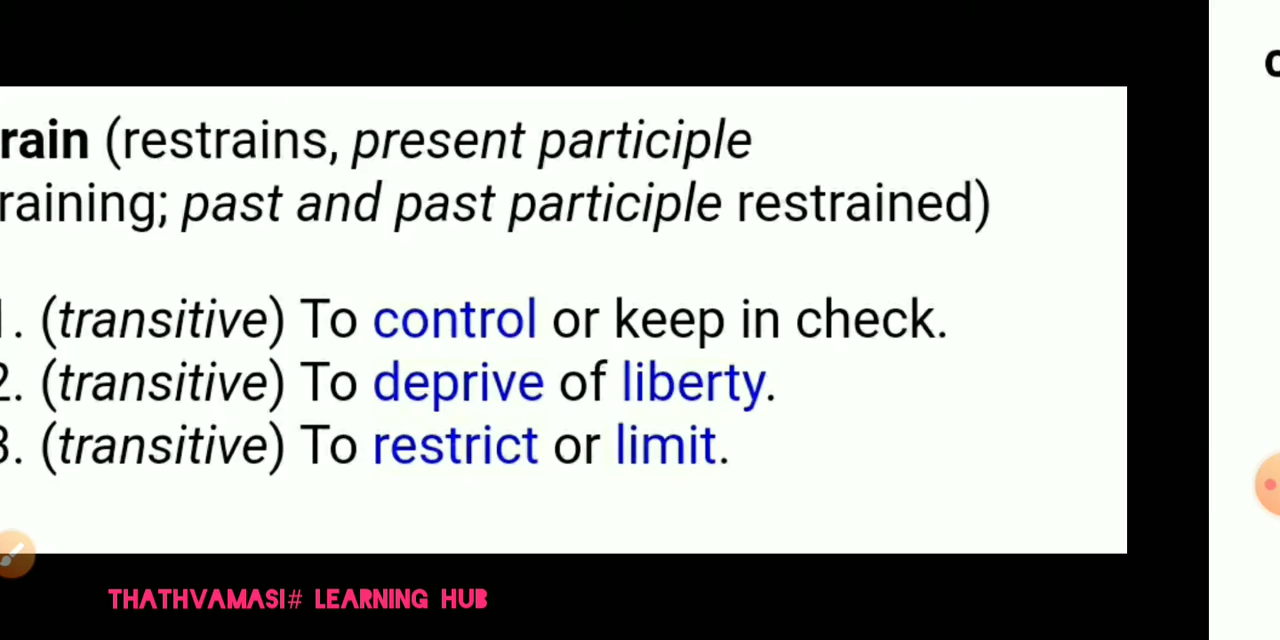 rain (restrains, present participle
raining; past and past participle restrained)
1. (transitive) To control or keep in check.
2. (transitive) To deprive of liberty.
3. (transitive) To restrict or limit.
THATHVAMASI# LEARNING HUB